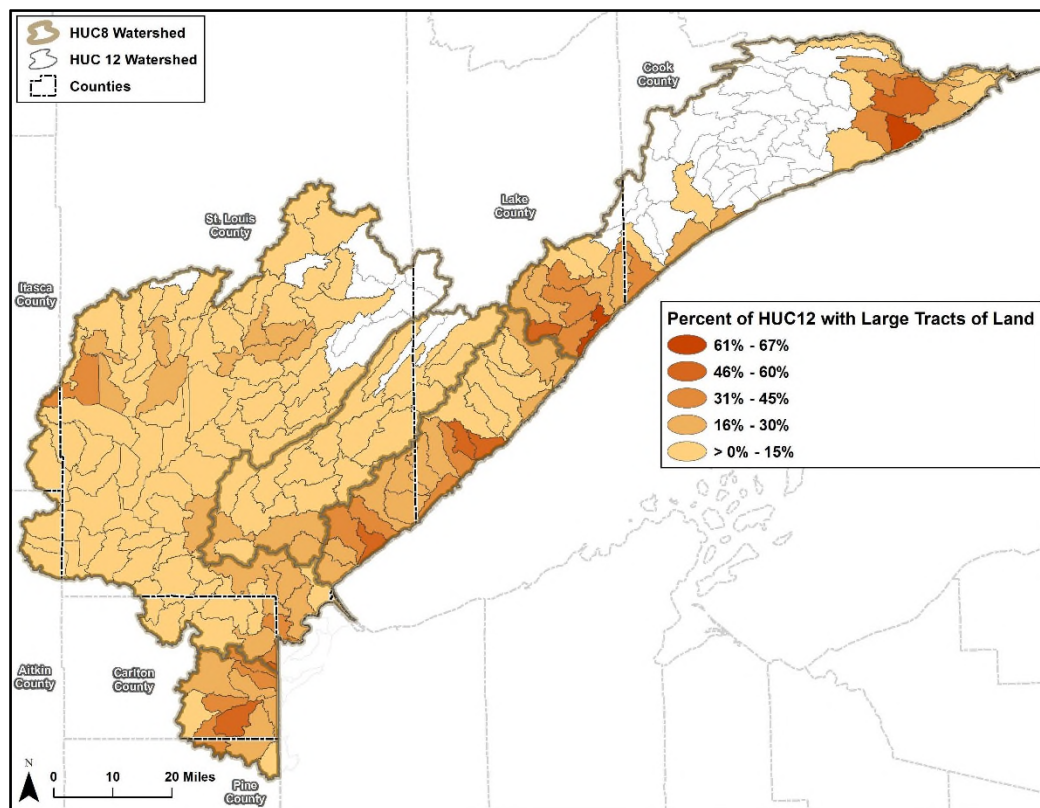 HUC8 Watershed
HUC 12 Watershed
Counties
Cook
County
Lake
County
St. Louis
County
Itasca
County
Percent of HUC12 with Large Tracts of Land
61% - 67%
46% - 60%
31% - 45%
16% - 30%
> 0% - 15%
Aitkin
County
Carlton
County
Pine
County
N
0 10 20 Miles